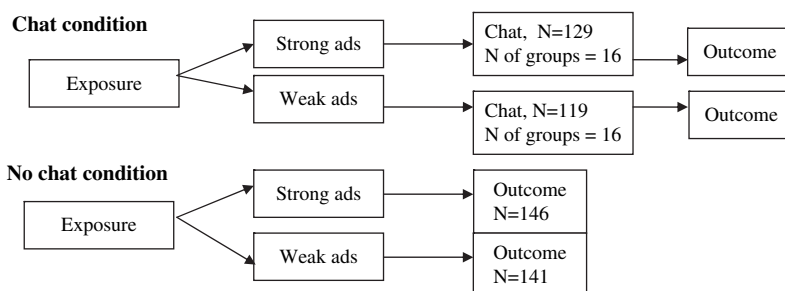 Chat condition
Exposure
Strong ads
Chat, N=129
N of groups = 16
Outcome
Weak ads
Chat, N=119
N of groups = 16
Outcome
No chat condition
Exposure
Strong ads
Outcome
N=146
Weak ads
Outcome
N=141